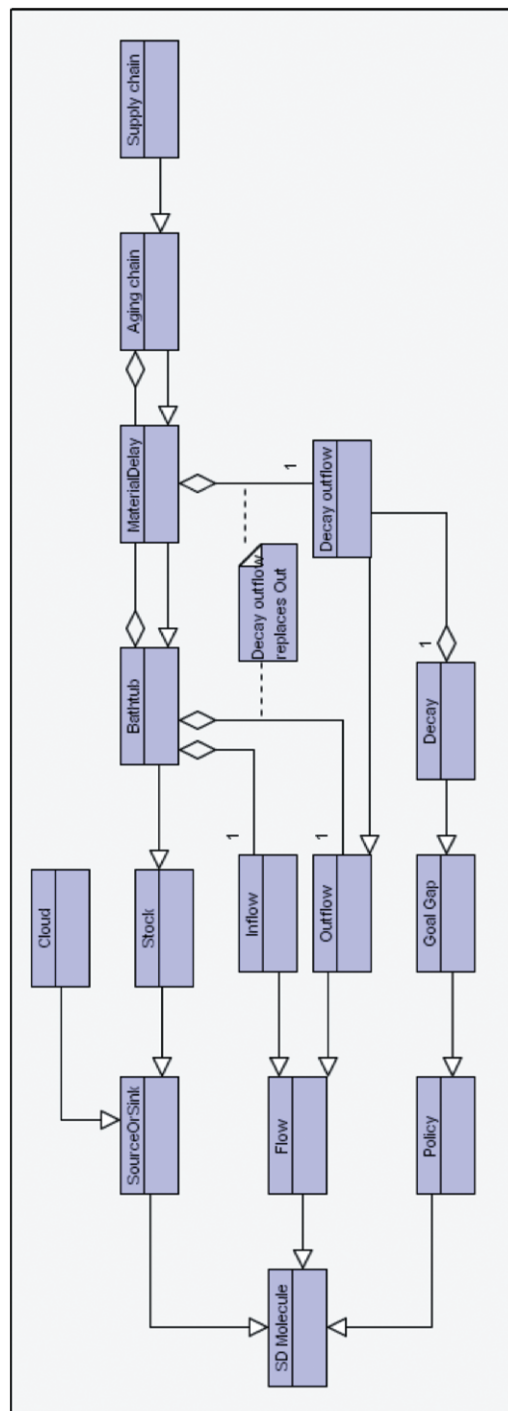 SD Molecule
SourceOrSink
Flow
Policy
Cloud
Stock
Inflow
Outflow
Goal Gap
1
1
Bathtub
Decay
1
Decay outflow
replaces Out
MaterialDelay
Decay outflow
1
Aging chain
Supply chain